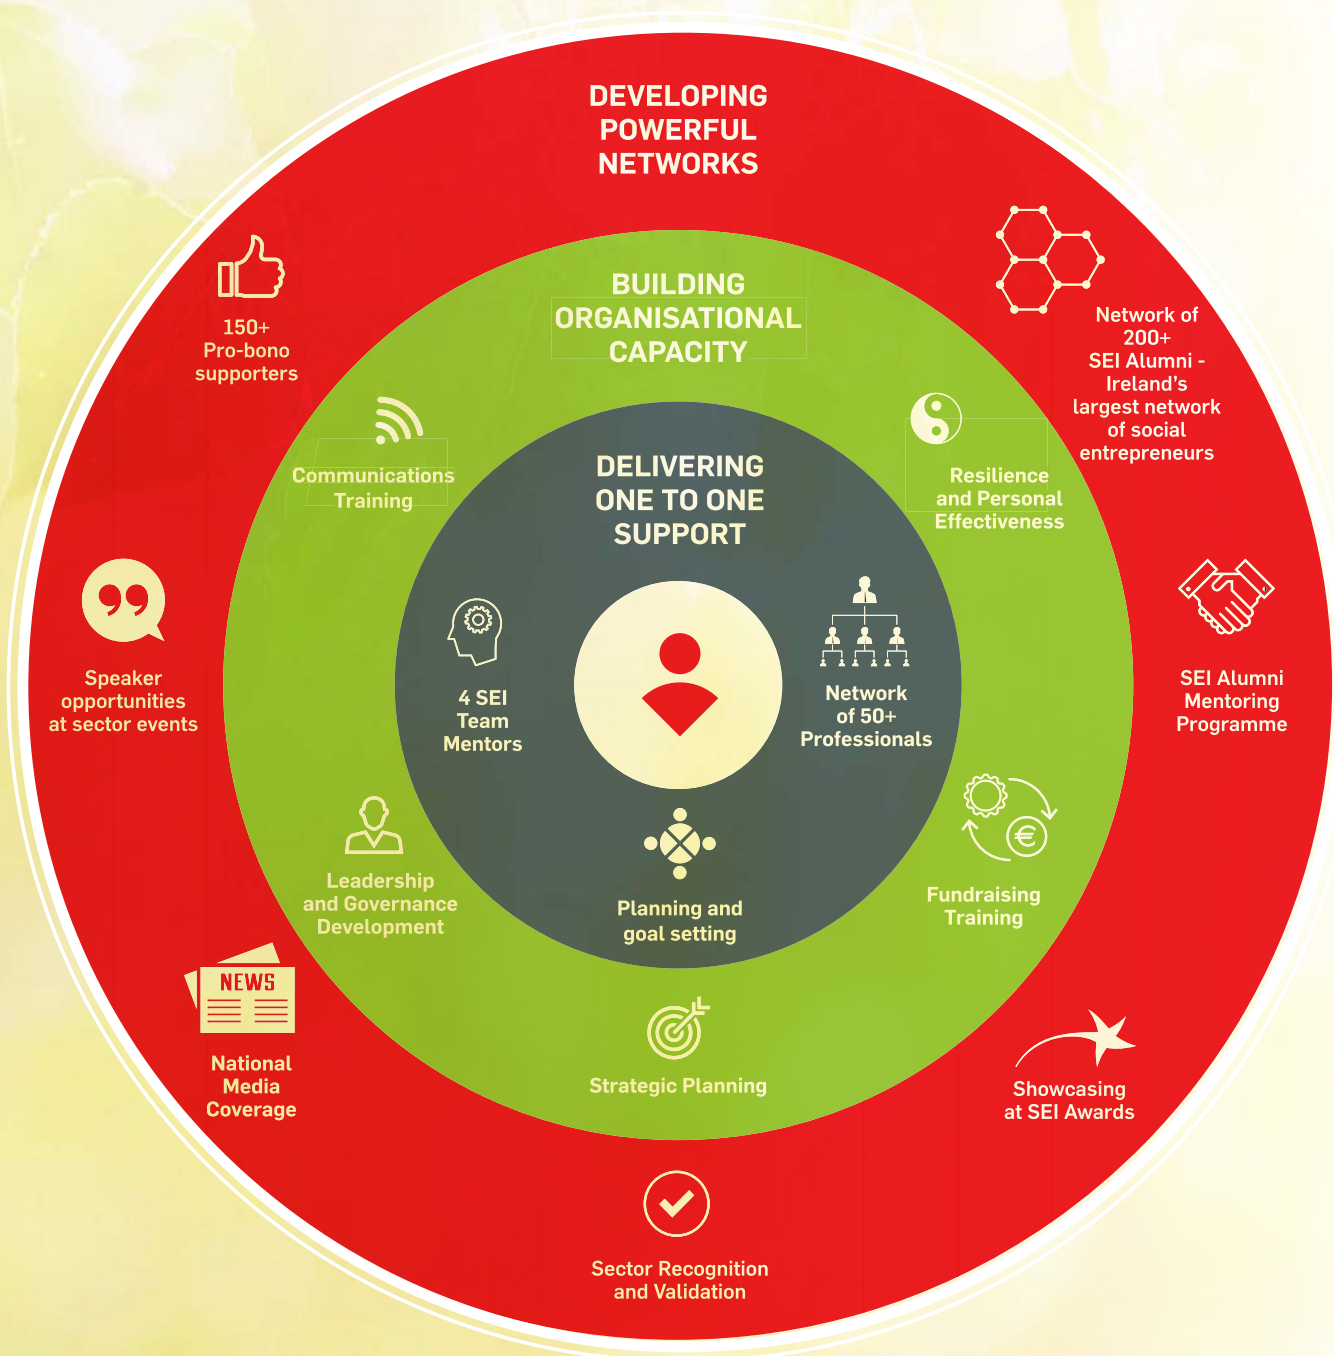 DEVELOPING
POWERFUL
NETWORKS
150+
Pro-bono
supporters
Network of
200+
SEI Alumni -
Ireland's
largest network
of social
entrepreneurs
Speaker
opportunities
at sector events
SEI Alumni
Mentoring
Programme
NEWS
National
Media
Coverage
Showcasing
at SEI Awards
Sector Recognition
and Validation
BUILDING
ORGANISATIONAL
CAPACITY
Communications
Training
Resilience
and Personal
Effectiveness
Leadership
and Governance
Development
€
Fundraising
Training
Strategic Planning
DELIVERING
ONE TO ONE
SUPPORT
4 SEI
Team
Mentors
Network
of 50+
Professionals
Planning and
goal setting